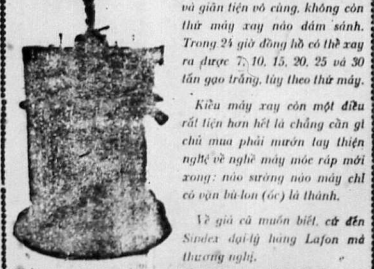 và giản tiện vô cùng, không còn
thứ máy xay nào dám sánh.
Trong 24 giờ đồng hồ có thể xay
ra được 7, 10, 15, 20, 25 và 30
tấn gạo trắng, tùy theo thứ máy.
Kiểu máy xay còn một điều
rất tiện hơn hết là chẳng cần gì
chủ mua phải mướn tay thiện
nghệ về nghề máy móc ráp mới
xong; nào sường nào máy chỉ
có vặn bù-lon (ốc) là thành.
Về giá cả muốn biết, cứ đến
Sindex đại-lý hãng Lafon mà
thương nghị.